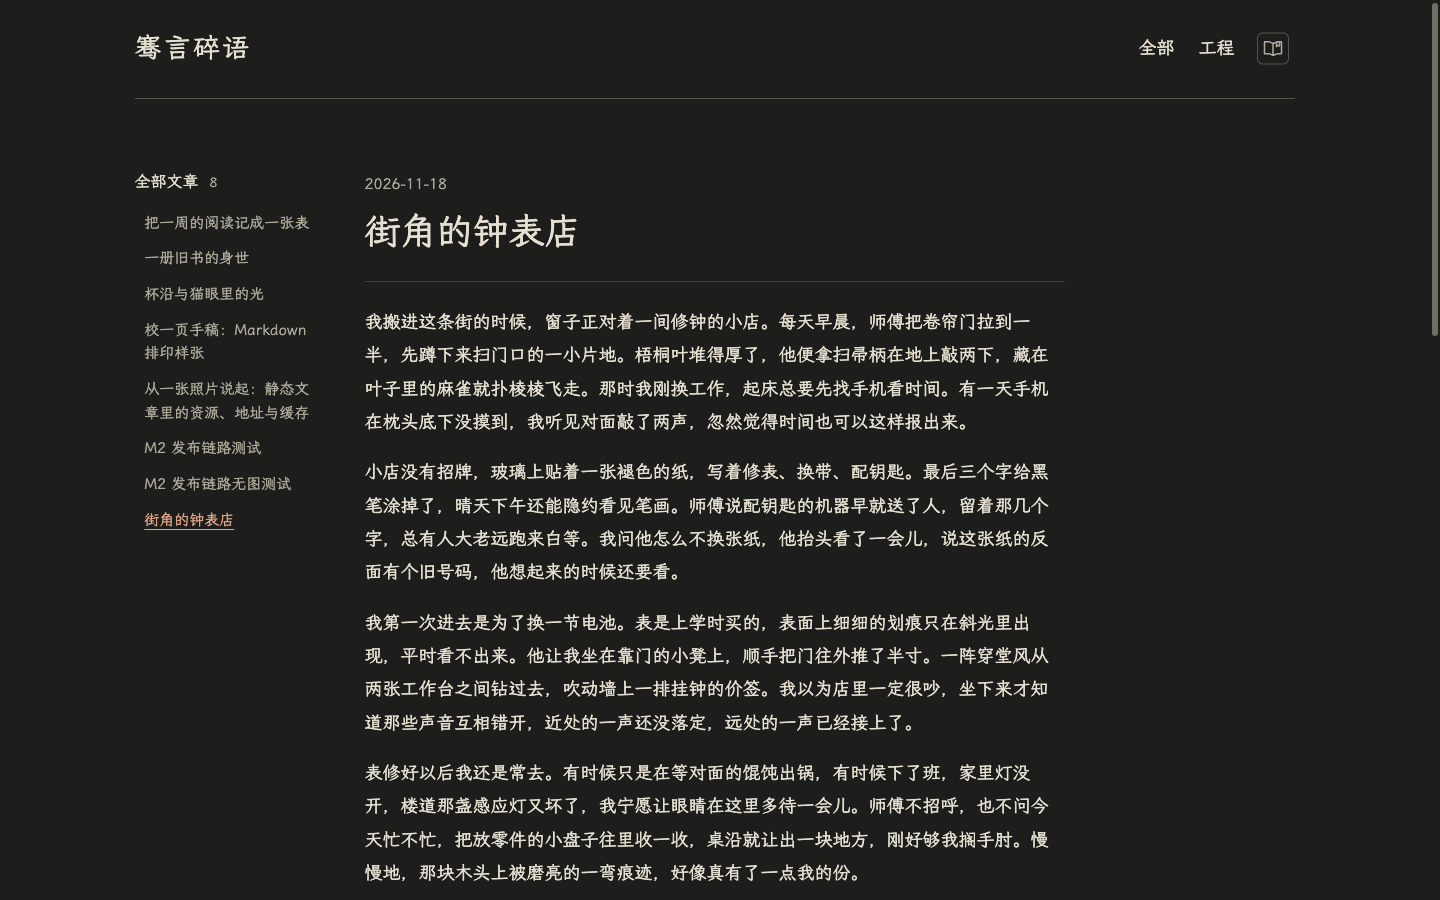 骞言碎语
全部 工程
全部文章 8
把一周的阅读记成一张表
一册旧书的身世
杯沿与猫眼里的光
校一页手稿：Markdown
排印样张
从一张照片说起：静态文
章里的资源、地址与缓存
M2 发布链路测试
M2 发布链路无图测试
街角的钟表店
2026-11-18
街角的钟表店
我搬进这条街的时候，窗子正对着一间修钟的小店。每天早晨，师傅把卷帘门拉到一
半，先蹲下来扫门口的一小片地。梧桐叶堆得厚了，他便拿扫帚柄在地上敲两下，藏在
叶子里的麻雀就扑棱棱飞走。那时我刚换工作，起床总要先找手机看时间。有一天手机
在枕头底下没摸到，我听见对面敲了两声，忽然觉得时间也可以这样报出来。
小店没有招牌，玻璃上贴着一张褪色的纸，写着修表、换带、配钥匙。最后三个字给黑
笔涂掉了，晴天下午还能隐约看见笔画。师傅说配钥匙的机器早就送了人，留着那几个
字，总有人大老远跑来白等。我问他怎么不换张纸，他抬头看了一会儿，说这张纸的反
面有个旧号码，他想起来的时候还要看。
我第一次进去是为了换一节电池。表是上学时买的，表面上细细的划痕只在斜光里出
现，平时看不出来。他让我坐在靠门的小凳上，顺手把门往外推了半寸。一阵穿堂风从
两张工作台之间钻过去，吹动墙上一排挂钟的价签。我以为店里一定很吵，坐下来才知
道那些声音互相错开，近处的一声还没落定，远处的一声已经接上了。
表修好以后我还是常去。有时候只是在等对面的馄饨出锅，有时候下了班，家里灯没
开，楼道那盏感应灯又坏了，我宁愿让眼睛在这里多待一会儿。师傅不招呼，也不问今
天忙不忙，把放零件的小盘子往里收一收，桌沿就让出一块地方，刚好够我搁手肘。慢
慢地，那块木头上被磨亮的一弯痕迹，好像真有了一点我的份。